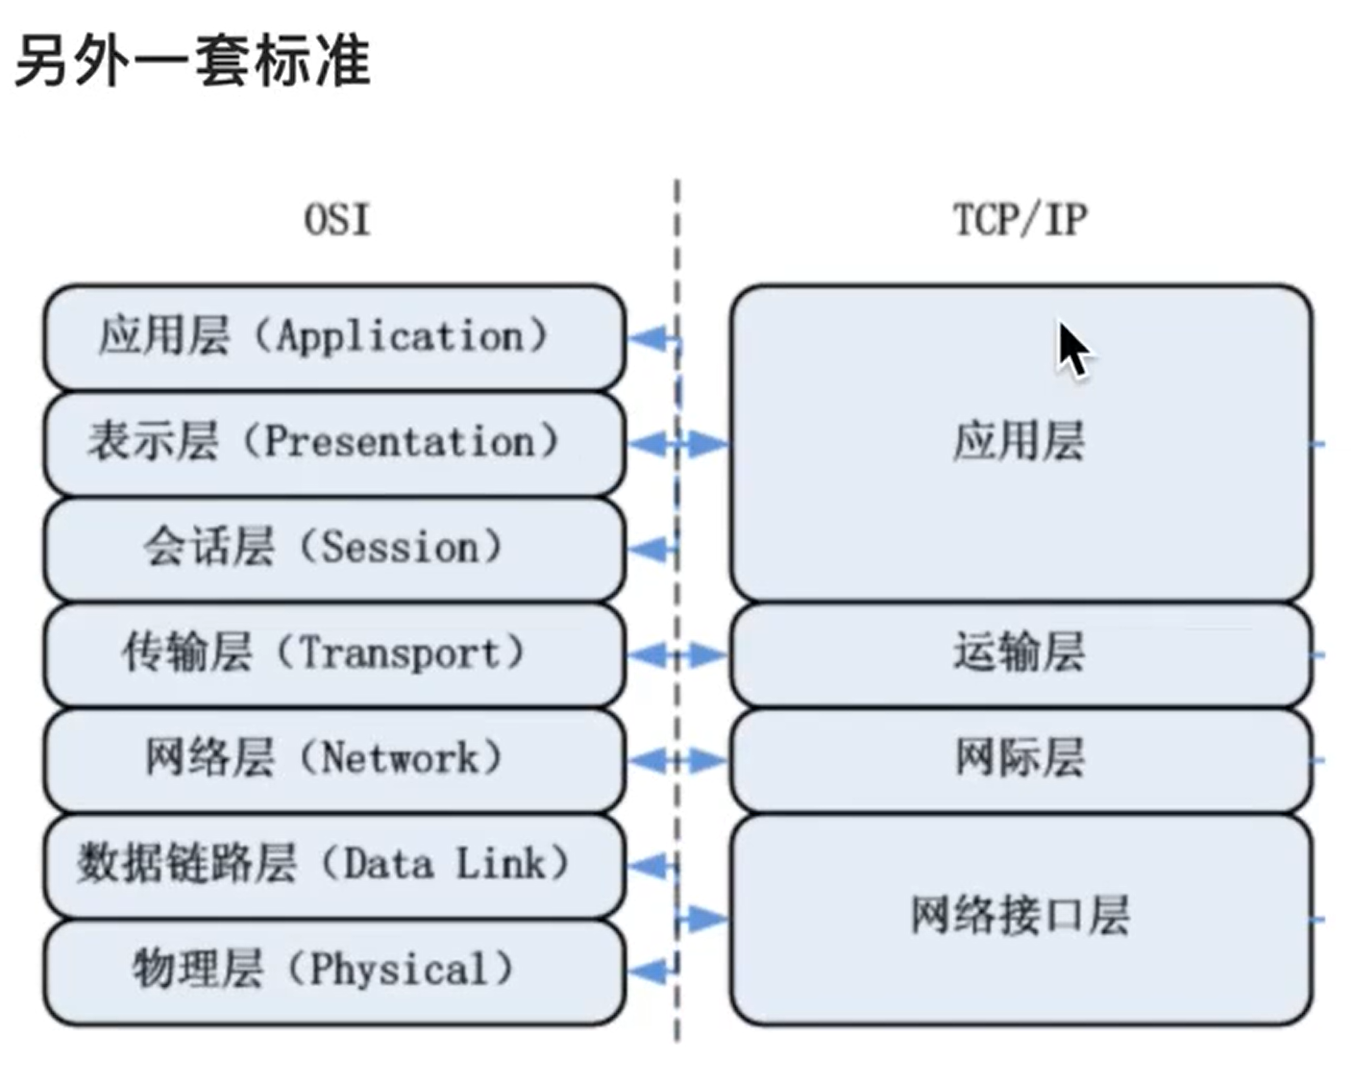 另外一套标准
OSI
TCP/IP
应用层（Application）
表示层（Presentation）
会话层（Session）
传输层（Transport）
网络层（Network）
数据链路层（Data Link）
物理层（Physical）
应用层
运输层
网际层
网络接口层